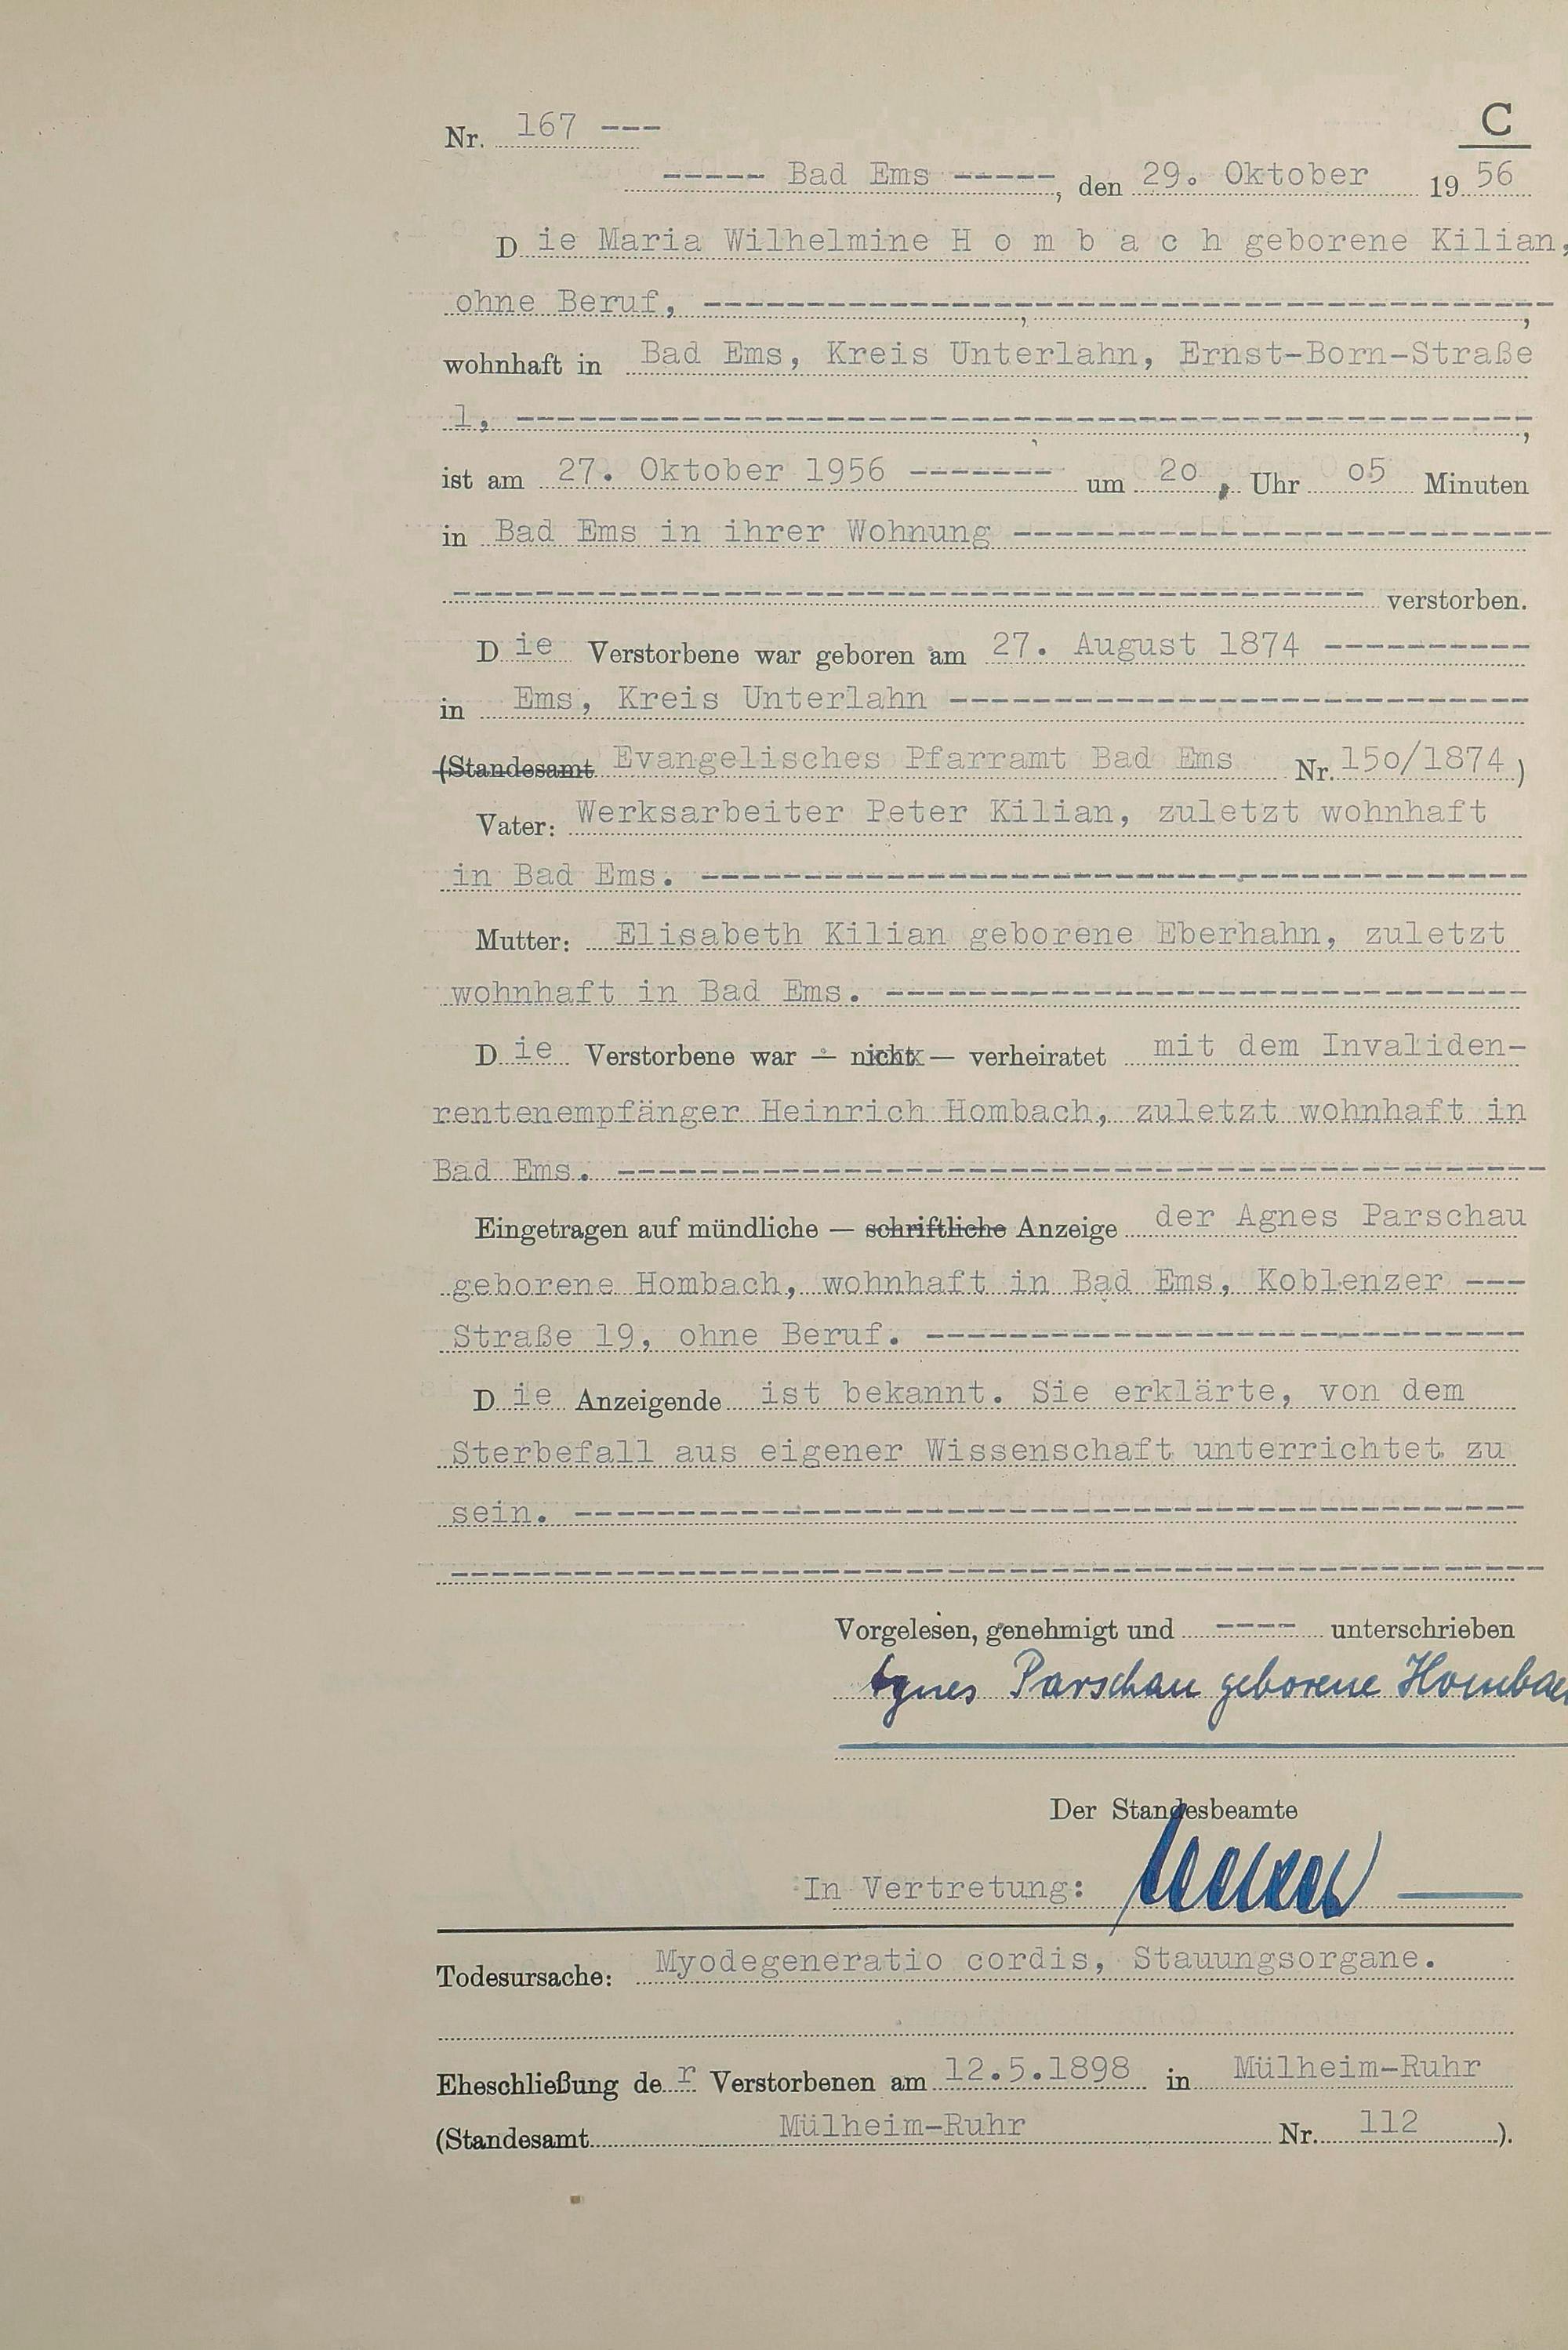 C
Nr. 167 ---
----- Bad Ems -----, den 29. Oktober 1956
Die Maria Wilhelmine H o m b a c h geborene Kilian,
ohne Beruf, ---
wohnhaft in Bad Ems, Kreis Unterlahn, Ernst-Born-Straße
1, ---
ist am 27. Oktober 1956 ------- um 2o Uhr o5 Minuten
in Bad Ems in ihrer Wohnung ---
--- verstorben.
Die Verstorbene war geboren am 27. August 1874 ---
in Ems, Kreis Unterlahn ---
(Standesamt Evangelisches Pfarramt Bad Ems Nr. 15o/1874)
Vater: Werksarbeiter Peter Kilian, zuletzt wohnhaft
in Bad Ems. ---
Mutter: Elisabeth Kilian geborene Eberhahn, zuletzt
wohnhaft in Bad Ems. ---
Die Verstorbene war — nicht — verheiratet mit dem Invaliden-
rentenempfänger Heinrich Hombach, zuletzt wohnhaft in
Bad Ems. ---
Eingetragen auf mündliche — schriftliche Anzeige der Agnes Parschau
geborene Hombach, wohnhaft in Bad Ems, Koblenzer ---
Straße 19, ohne Beruf. ---
Die Anzeigende ist bekannt. Sie erklärte, von dem
Sterbefall aus eigener Wissenschaft unterrichtet zu
sein. ---
Vorgelesen, genehmigt und ---- unterschrieben
Agnes Parschau geborene Hombac
Der Standesbeamte
In Vertretung:
Todesursache: Myodegeneratio cordis, Stauungsorgane.
Eheschließung der Verstorbenen am 12.5.1898 in Mülheim-Ruhr
(Standesamt Mülheim-Ruhr Nr. 112).